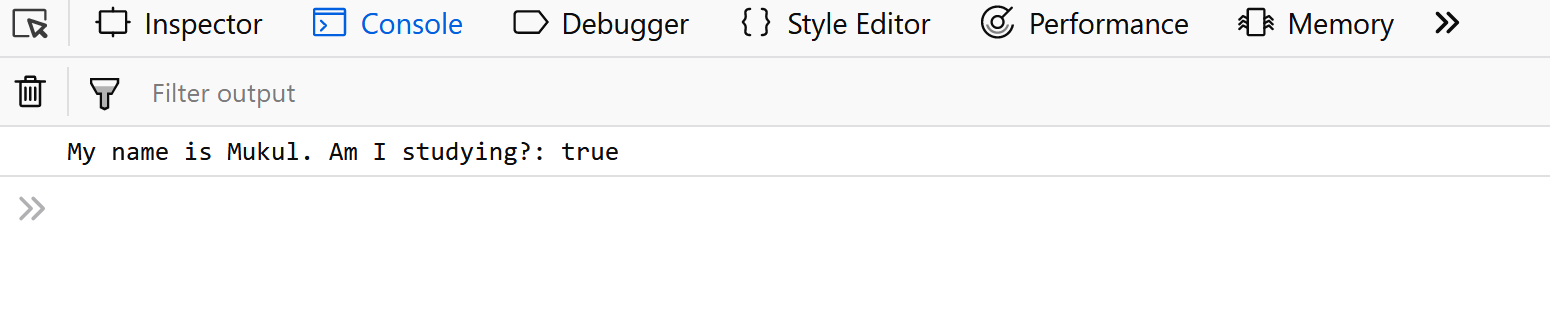 Inspector Console Debugger {} Style Editor Performance Memory
Filter output
My name is Mukul. Am I studying?: true